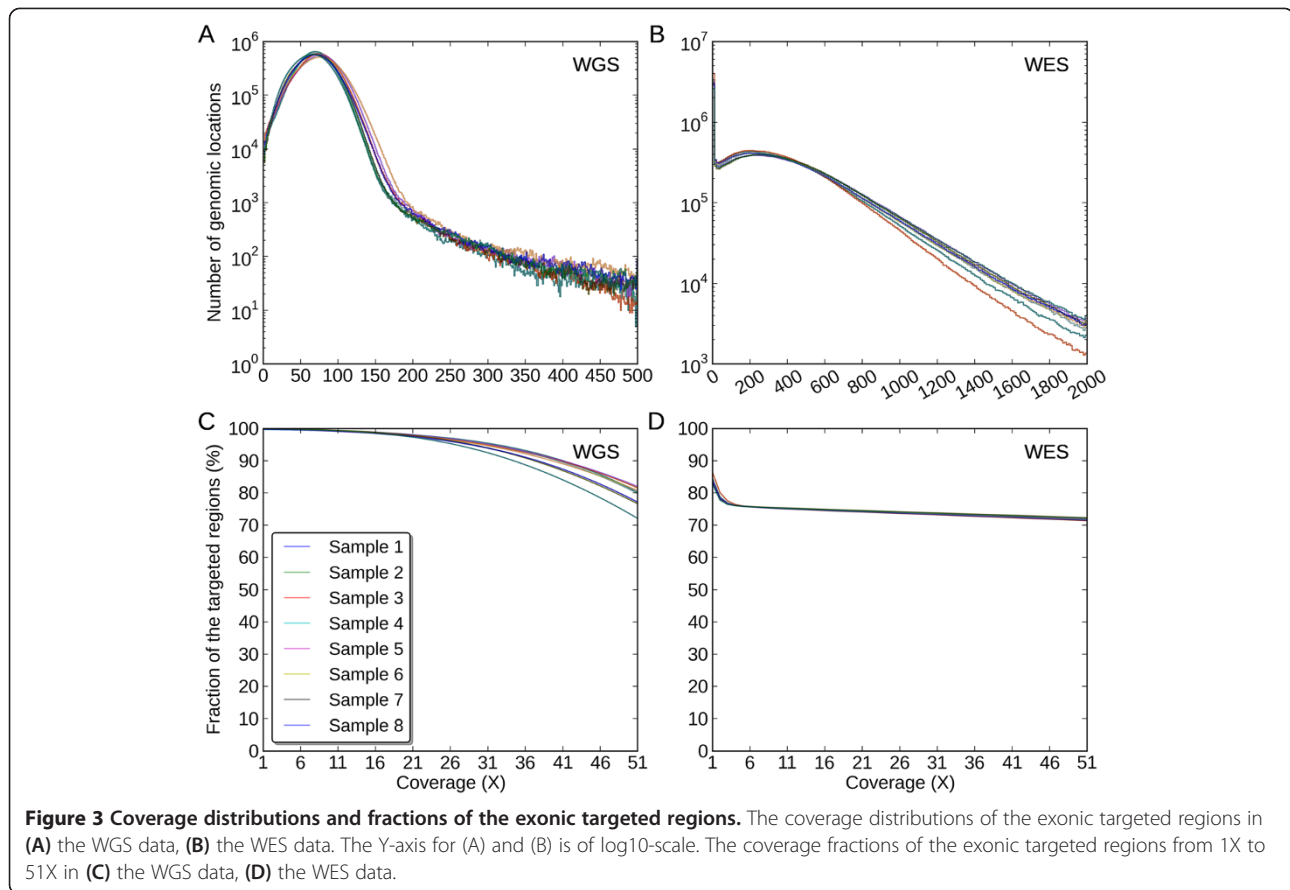 A
WGS
Number of genomic locations
10^6
10^5
10^4
10^3
10^2
10^1
10^0
0 50 100 150 200 250 300 350 400 450 500
B
WES
10^7
10^6
10^5
10^4
10^3
0 200 400 600 800 1000 1200 1400 1600 1800 2000
C
WGS
Fraction of the targeted regions (%)
100
90
80
70
60
50
40
30
20
10
0
Sample 1
Sample 2
Sample 3
Sample 4
Sample 5
Sample 6
Sample 7
Sample 8
1 6 11 16 21 26 31 36 41 46 51
Coverage (X)
D
WES
100
90
80
70
60
50
40
30
20
10
0
1 6 11 16 21 26 31 36 41 46 51
Coverage (X)
Figure 3 Coverage distributions and fractions of the exonic targeted regions. The coverage distributions of the exonic targeted regions in
(A) the WGS data, (B) the WES data. The Y-axis for (A) and (B) is of log10-scale. The coverage fractions of the exonic targeted regions from 1X to
51X in (C) the WGS data, (D) the WES data.